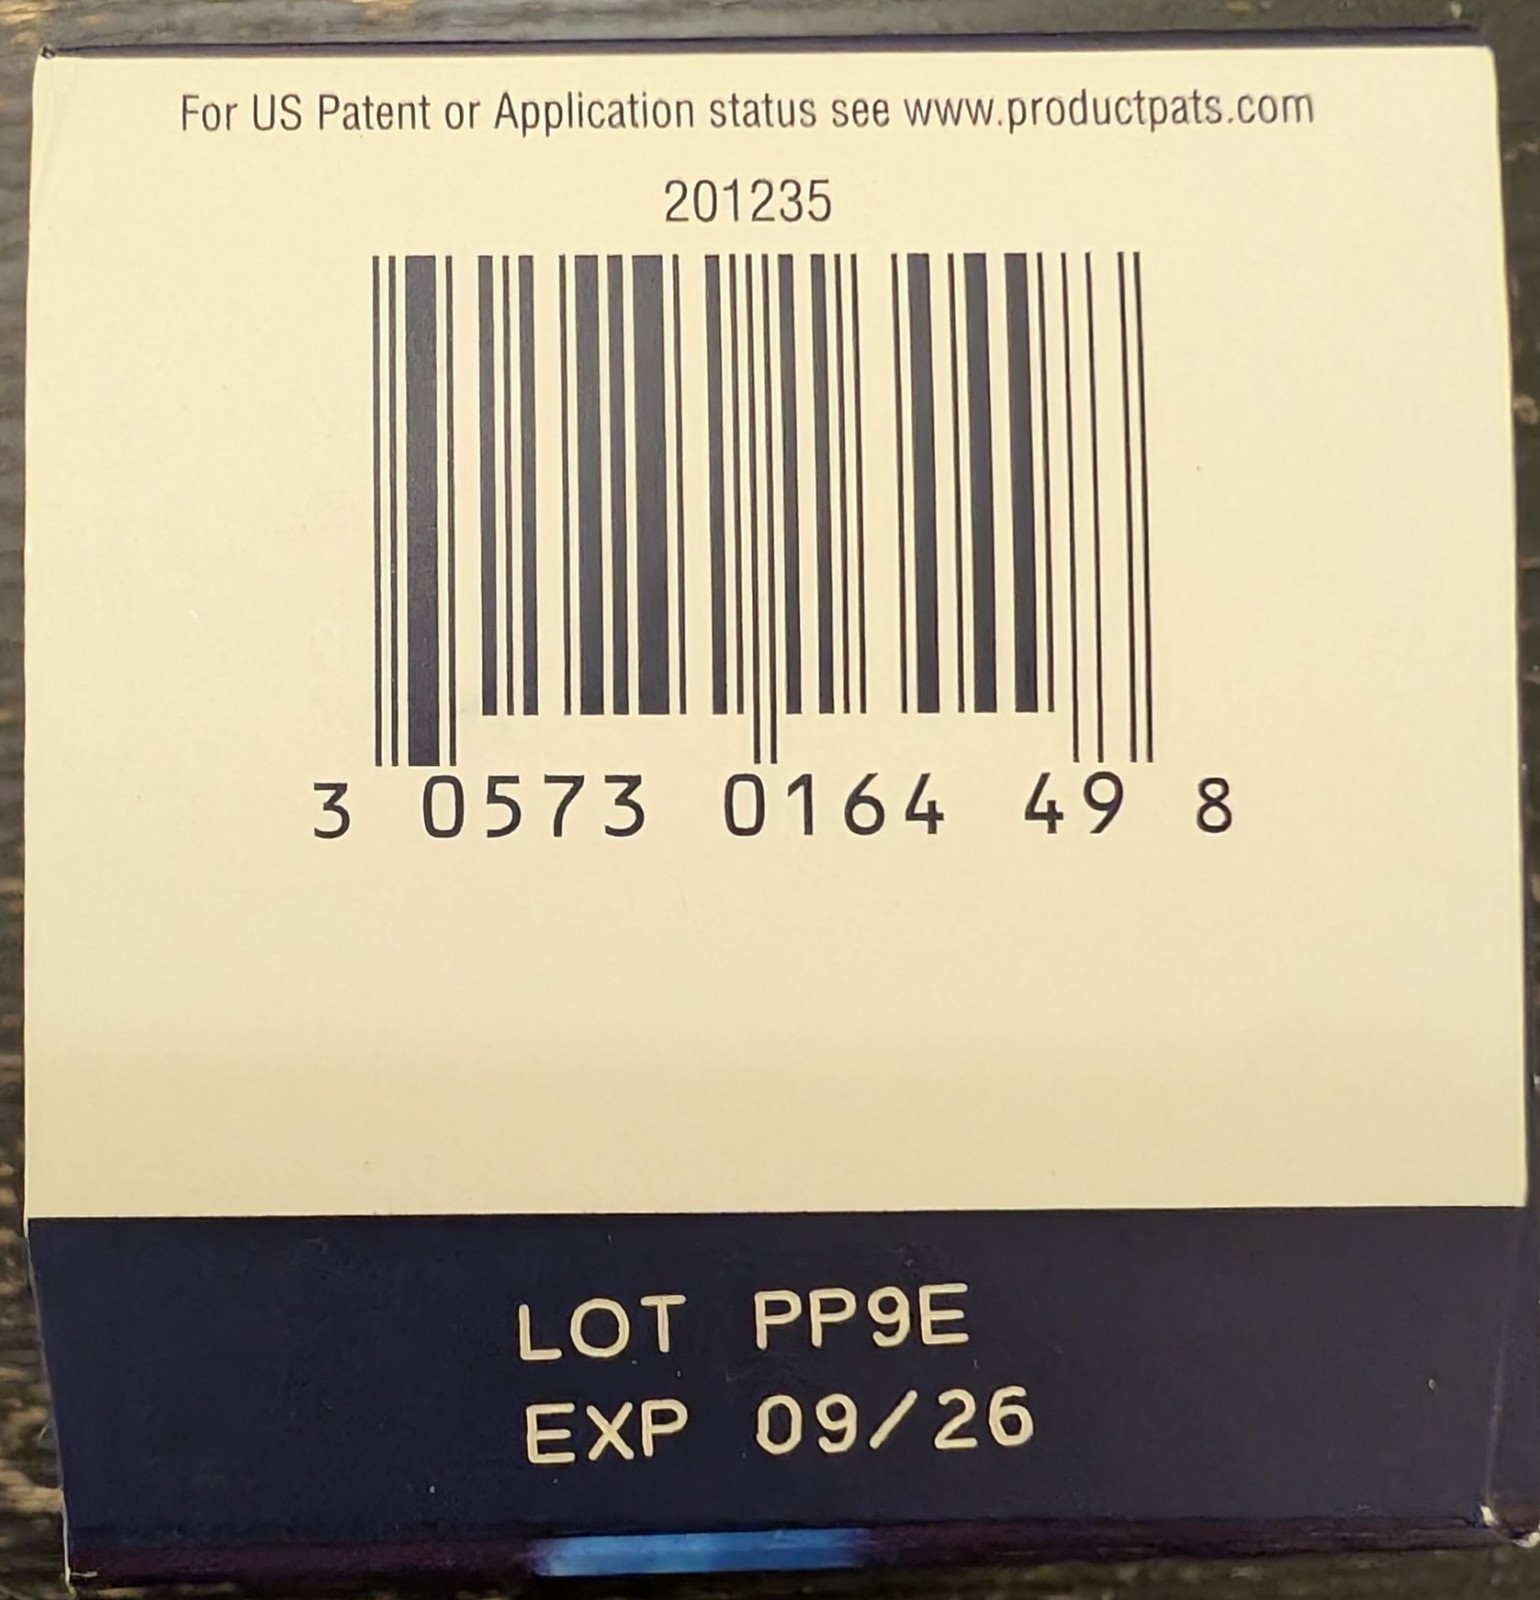 For US Patent or Application status see www.productpats.com
201235
3 0573 0164 49 8
LOT PP9E
EXP 09/26